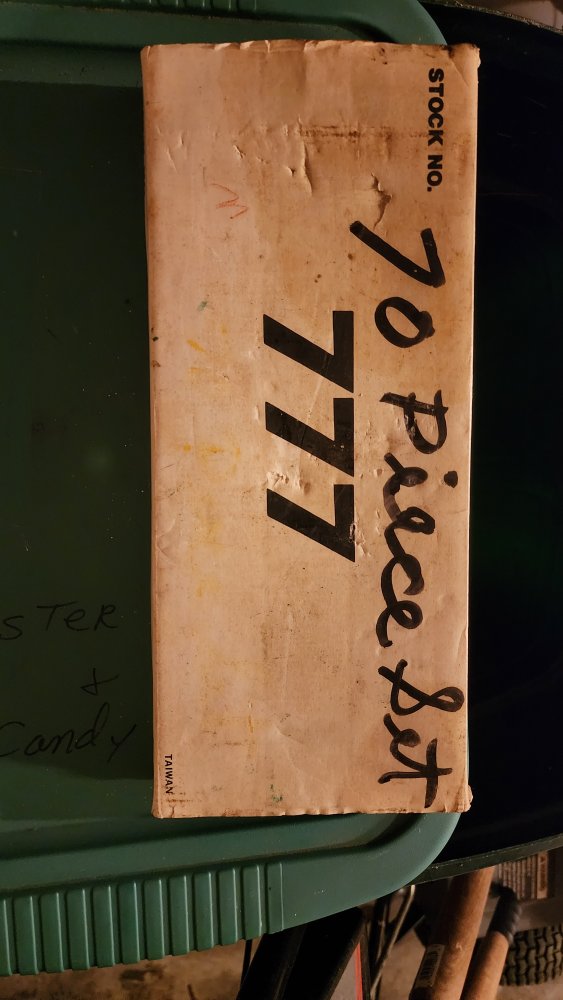 STOCK NO.
70 Piece Set
777
TAIWAN
STER
&
Candy